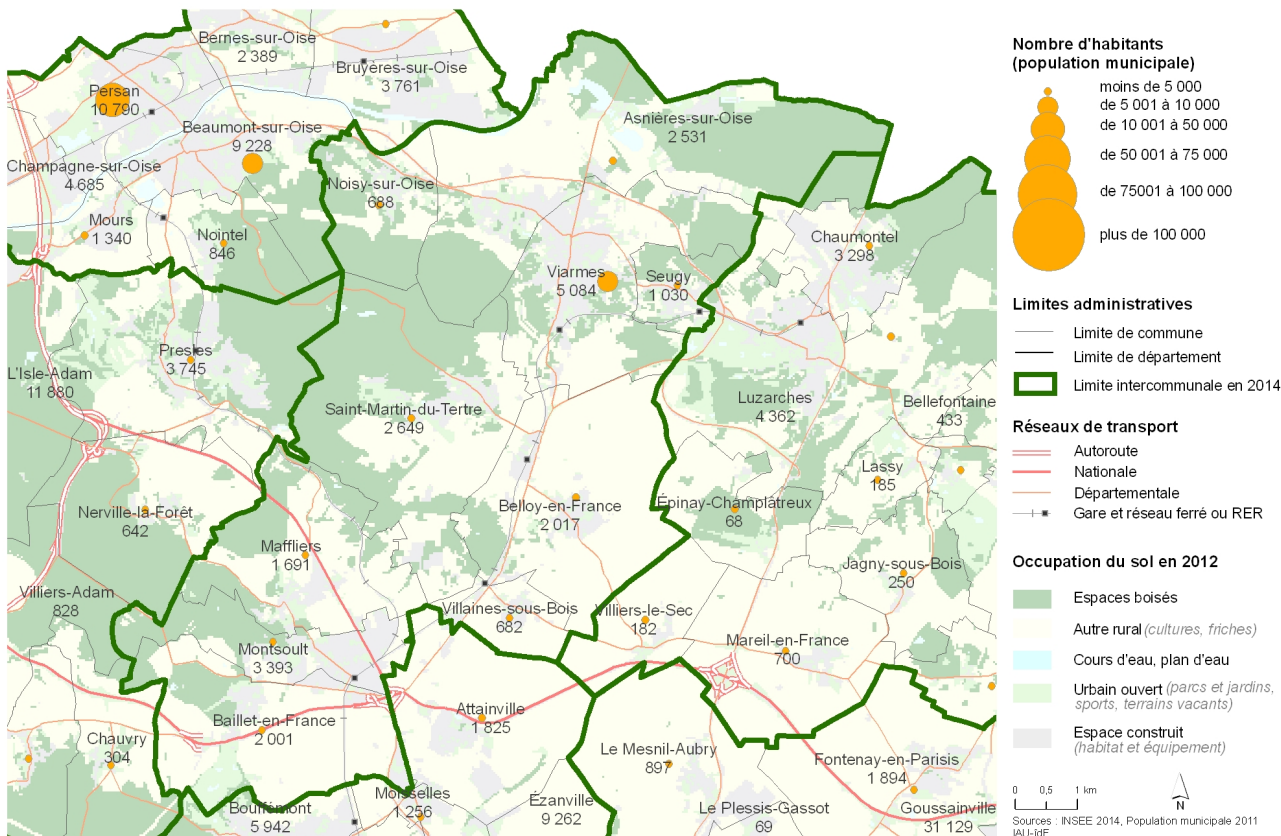 Bernes-sur-Oise
2 389
Bruyères-sur-Oise
3 761
Persan
10 790
Beaumont-sur-Oise
9 228
Asnières-sur-Oise
2 531
Champagne-sur-Oise
4 685
Noisy-sur-Oise
688
Mours
1 340
Nointel
846
Chaumontel
3 298
Viarmes
5 084
Seugy
1 030
Presles
3 745
L'Isle-Adam
11 880
Saint-Martin-du-Tertre
2 649
Luzarches
4 362
Bellefontaine
433
Lassy
185
Nerville-la-Forêt
642
Belloy-en-France
2 017
Épinay-Champlâtreux
68
Maffliers
1 691
Jagny-sous-Bois
250
Villiers-Adam
828
Villaines-sous-Bois
682
Villiers-le-Sec
182
Mareil-en-France
700
Montsoult
3 393
Attainville
1 825
Baillet-en-France
2 001
Chauvry
304
Le Mesnil-Aubry
897
Fontenay-en-Parisis
1 894
Bouffémont
5 942
Moisselles
1 256
Ézanville
9 262
Le Plessis-Gassot
69
Goussainville
31 129
Nombre d'habitants
(population municipale)
moins de 5 000
de 5 001 à 10 000
de 10 001 à 50 000
de 50 001 à 75 000
de 75001 à 100 000
plus de 100 000
Limites administratives
Limite de commune
Limite de département
Limite intercommunale en 2014
Réseaux de transport
Autoroute
Nationale
Départementale
Gare et réseau ferré ou RER
Occupation du sol en 2012
Espaces boisés
Autre rural (cultures, friches)
Cours d'eau, plan d'eau
Urbain ouvert (parcs et jardins,
sports, terrains vacants)
Espace construit
(habitat et équipement)
0 0,5 1 km
N
Sources : INSEE 2014, Population municipale 2011
IAU-îdF